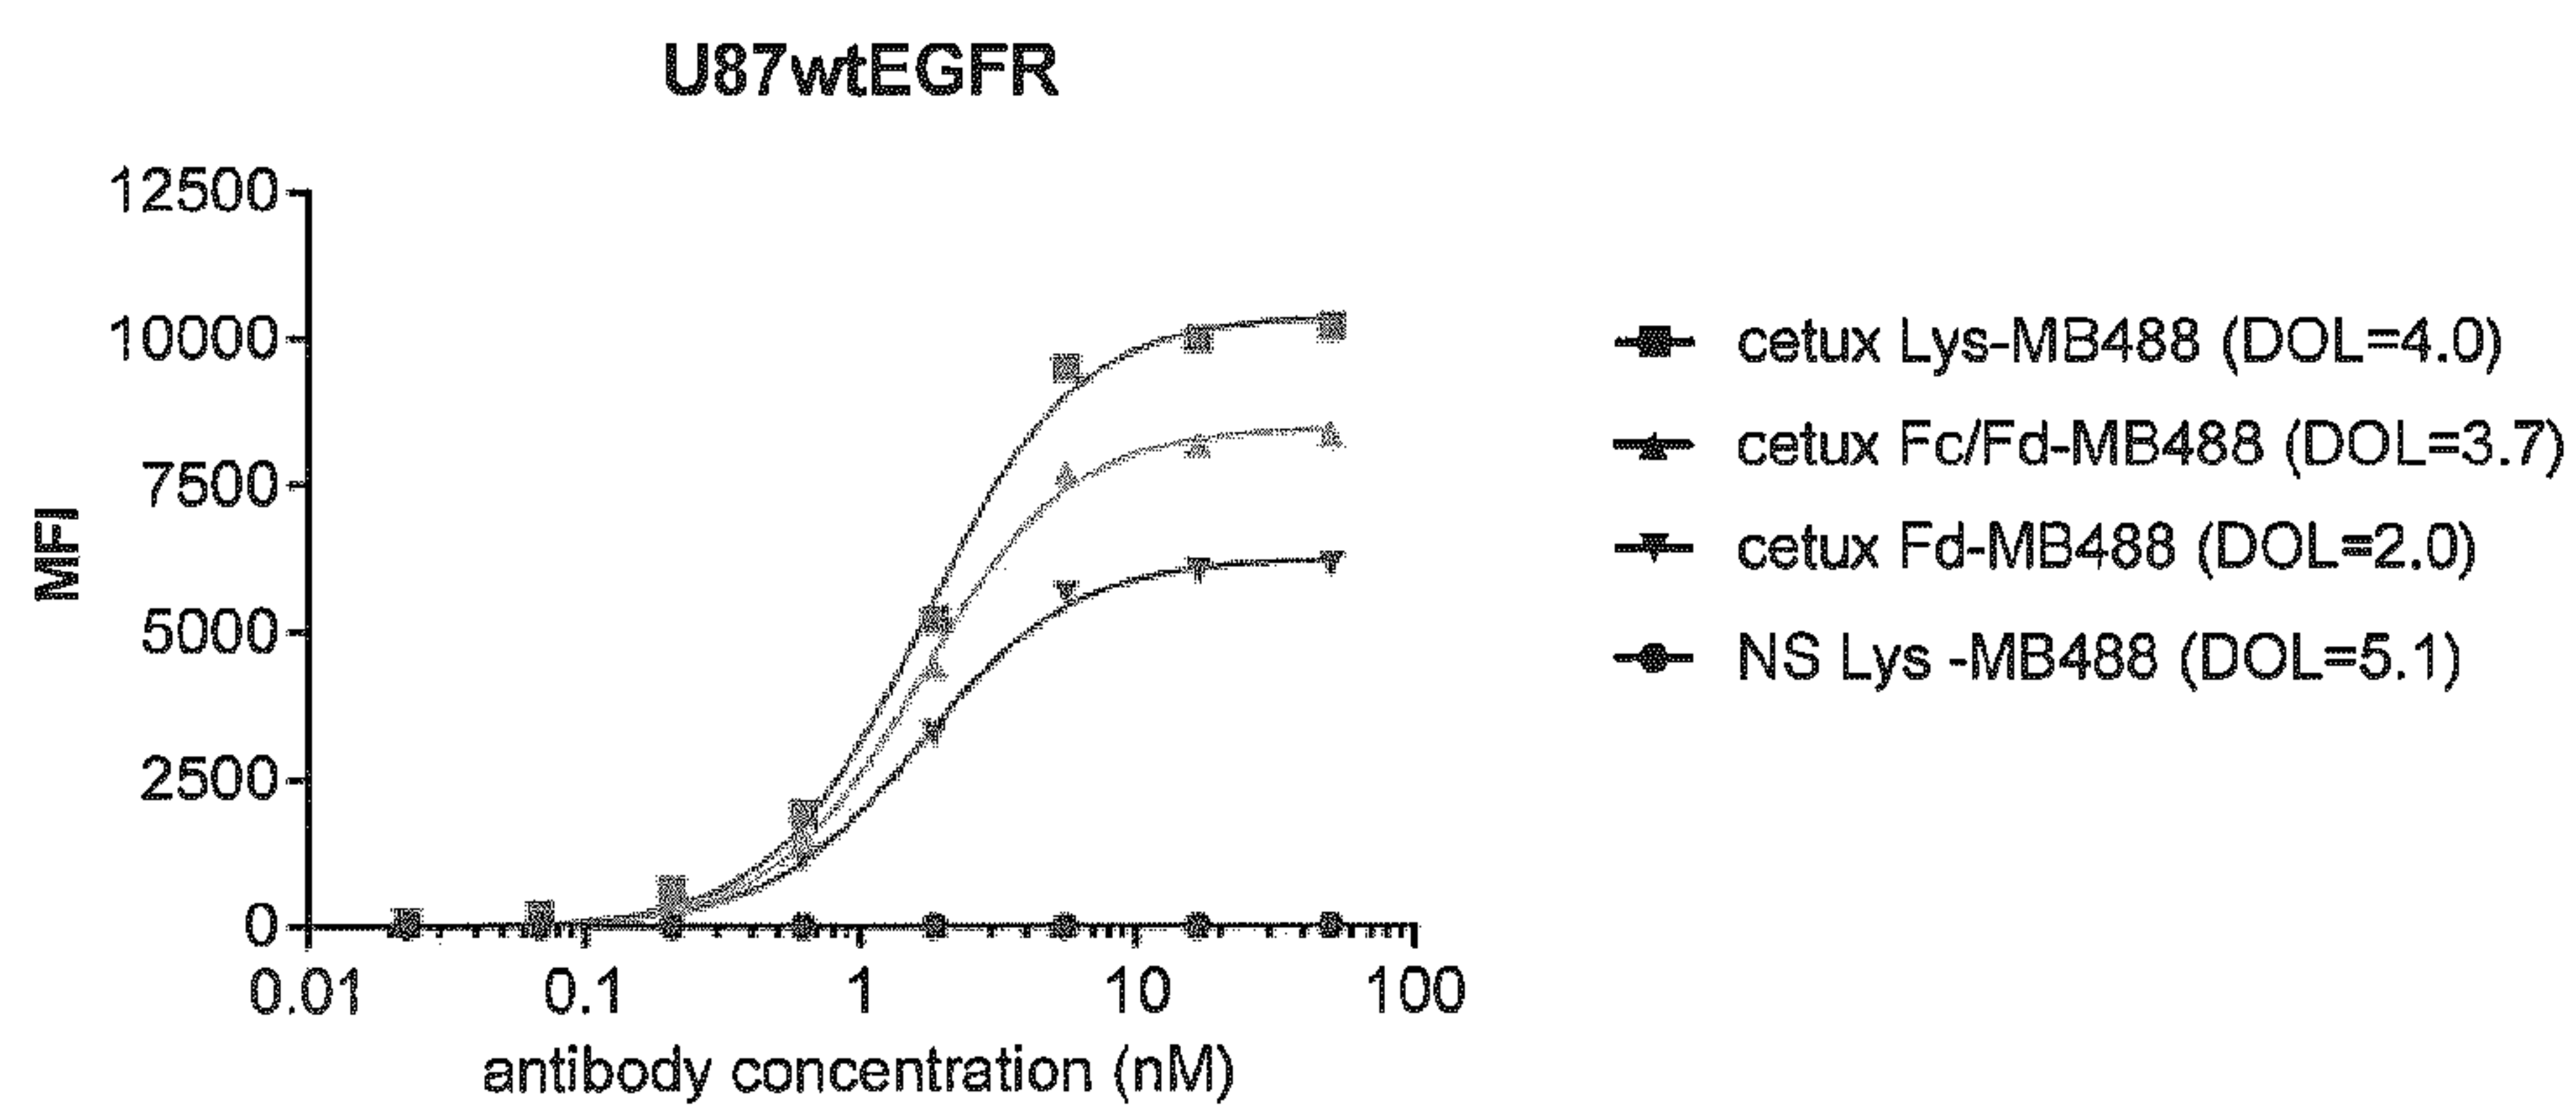 U87wtEGFR
12500
10000
7500
5000
2500
0
MFI
0.01 0.1 1 10 100
antibody concentration (nM)
cetux Lys-MB488 (DOL=4.0)
cetux Fc/Fd-MB488 (DOL=3.7)
cetux Fd-MB488 (DOL=2.0)
NS Lys -MB488 (DOL=5.1)